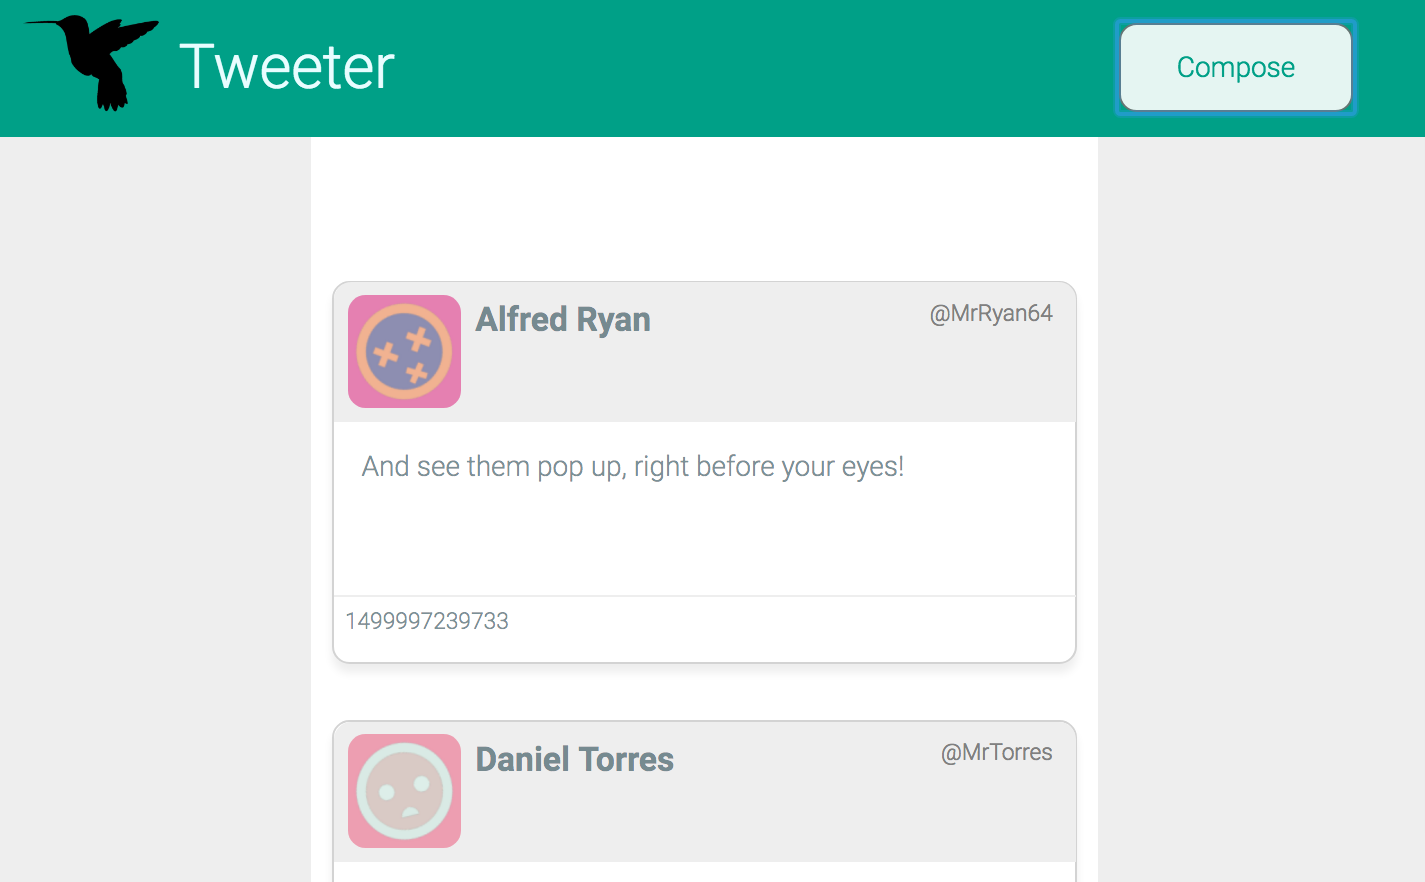 Tweeter
Compose
Alfred Ryan
@MrRyan64
And see them pop up, right before your eyes!
1499997239733
Daniel Torres
@MrTorres